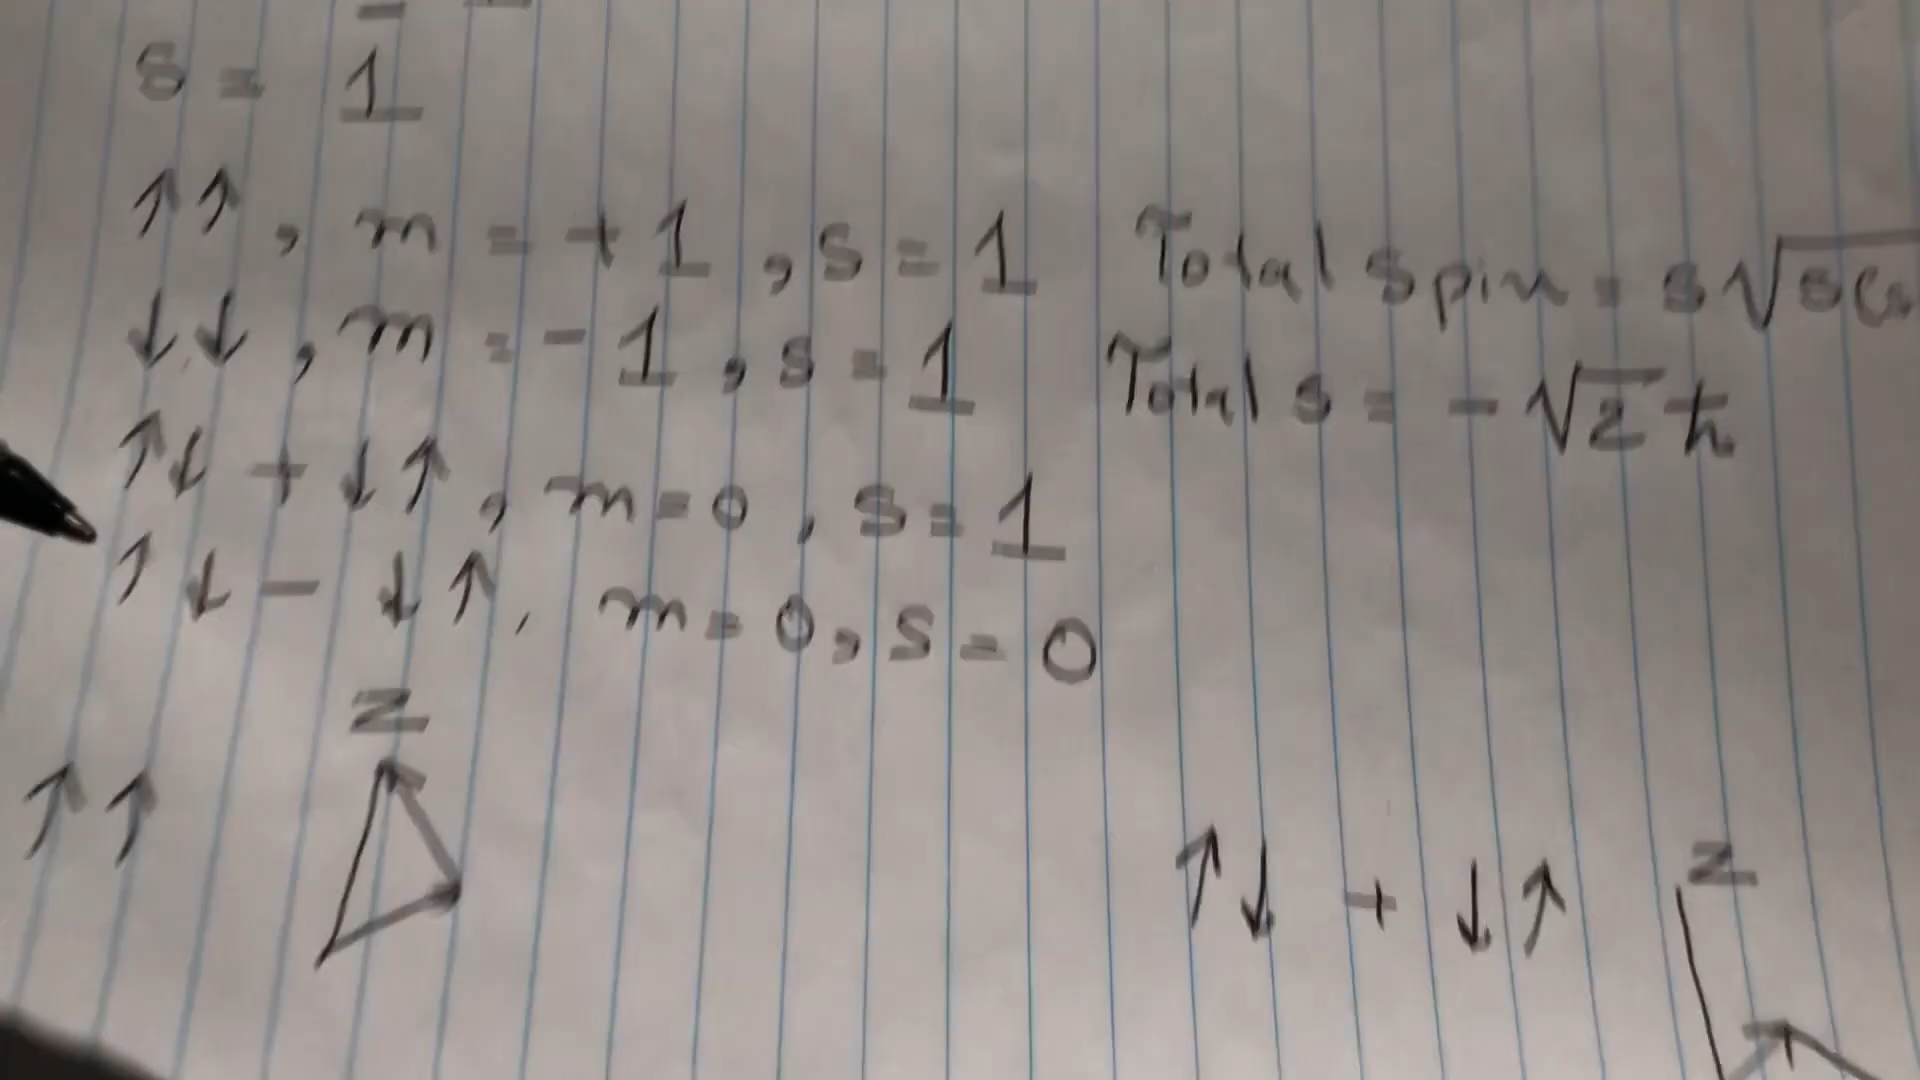 s = 1
↑↑, m = +1, s = 1 Total Spin = s√s(s
↓↓, m = -1, s = 1 Total s = -√2 ħ
↑↓ + ↓↑, m = 0, s = 1
↑↓ - ↓↑, m = 0, s = 0
z
↑↑
↑↓ + ↓↑
z